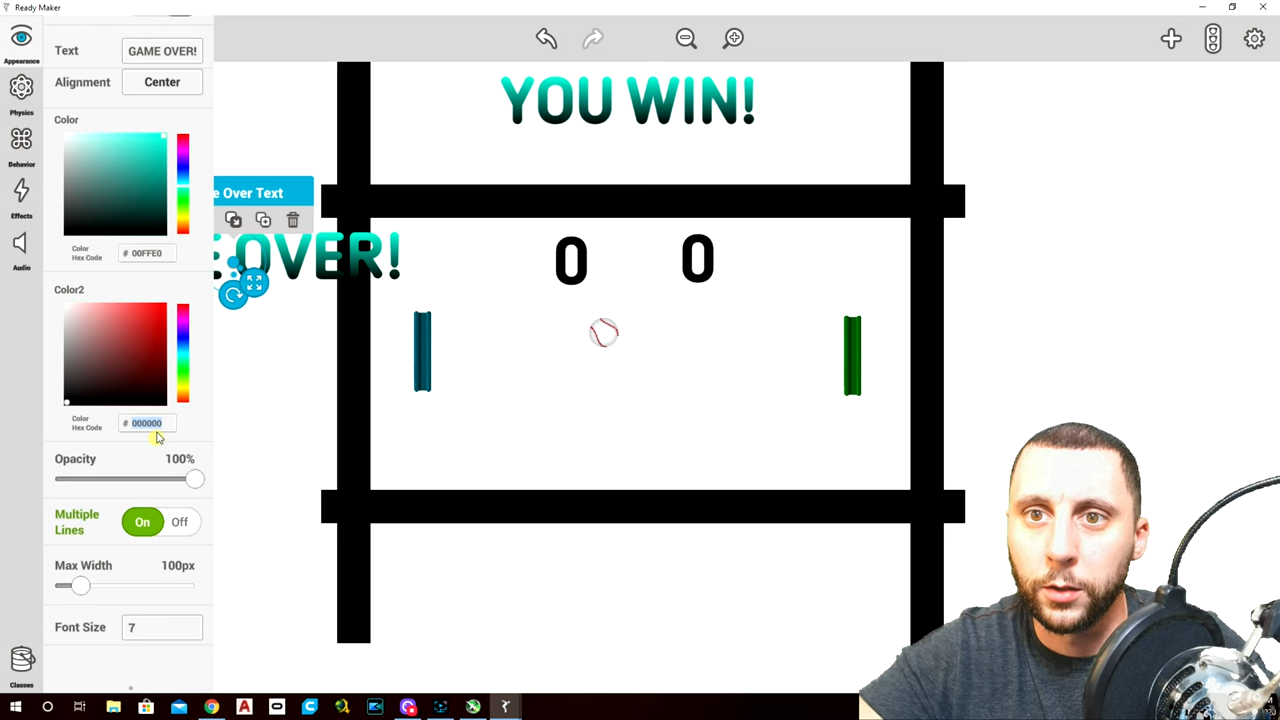 Ready Maker
Appearance
Physics
Behavior
Effects
Audio
Classes
Text
GAME OVER!
Alignment
Center
Color
Color
Hex Code
# 00FFE0
Color2
Color
Hex Code
# 000000
Opacity
100%
Multiple
Lines
On
Off
Max Width
100px
Font Size
7
YOU WIN!
e Over Text
OVER!
0
0